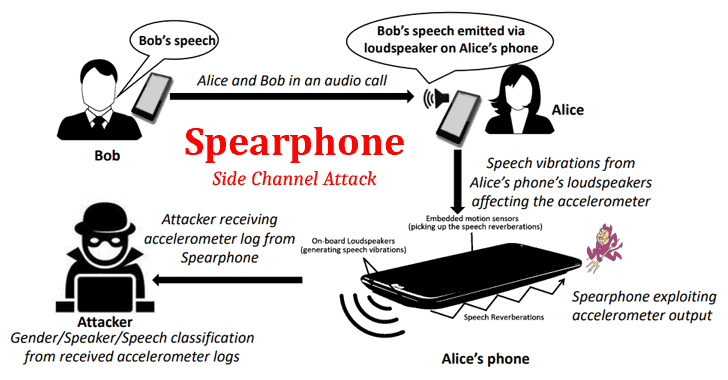 Bob's speech
Bob's speech emitted via
loudspeaker on Alice's phone
Alice and Bob in an audio call
Bob
Alice
Spearphone
Side Channel Attack
Speech vibrations from
Alice's phone's loudspeakers
affecting the accelerometer
Attacker receiving
accelerometer log from
Spearphone
Embedded motion sensors
(picking up the speech reverberations)
On-board Loudspeakers
(generating speech vibrations)
Spearphone exploiting
accelerometer output
Speech Reverberations
Attacker
Gender/Speaker/Speech classification
from received accelerometer logs
Alice's phone